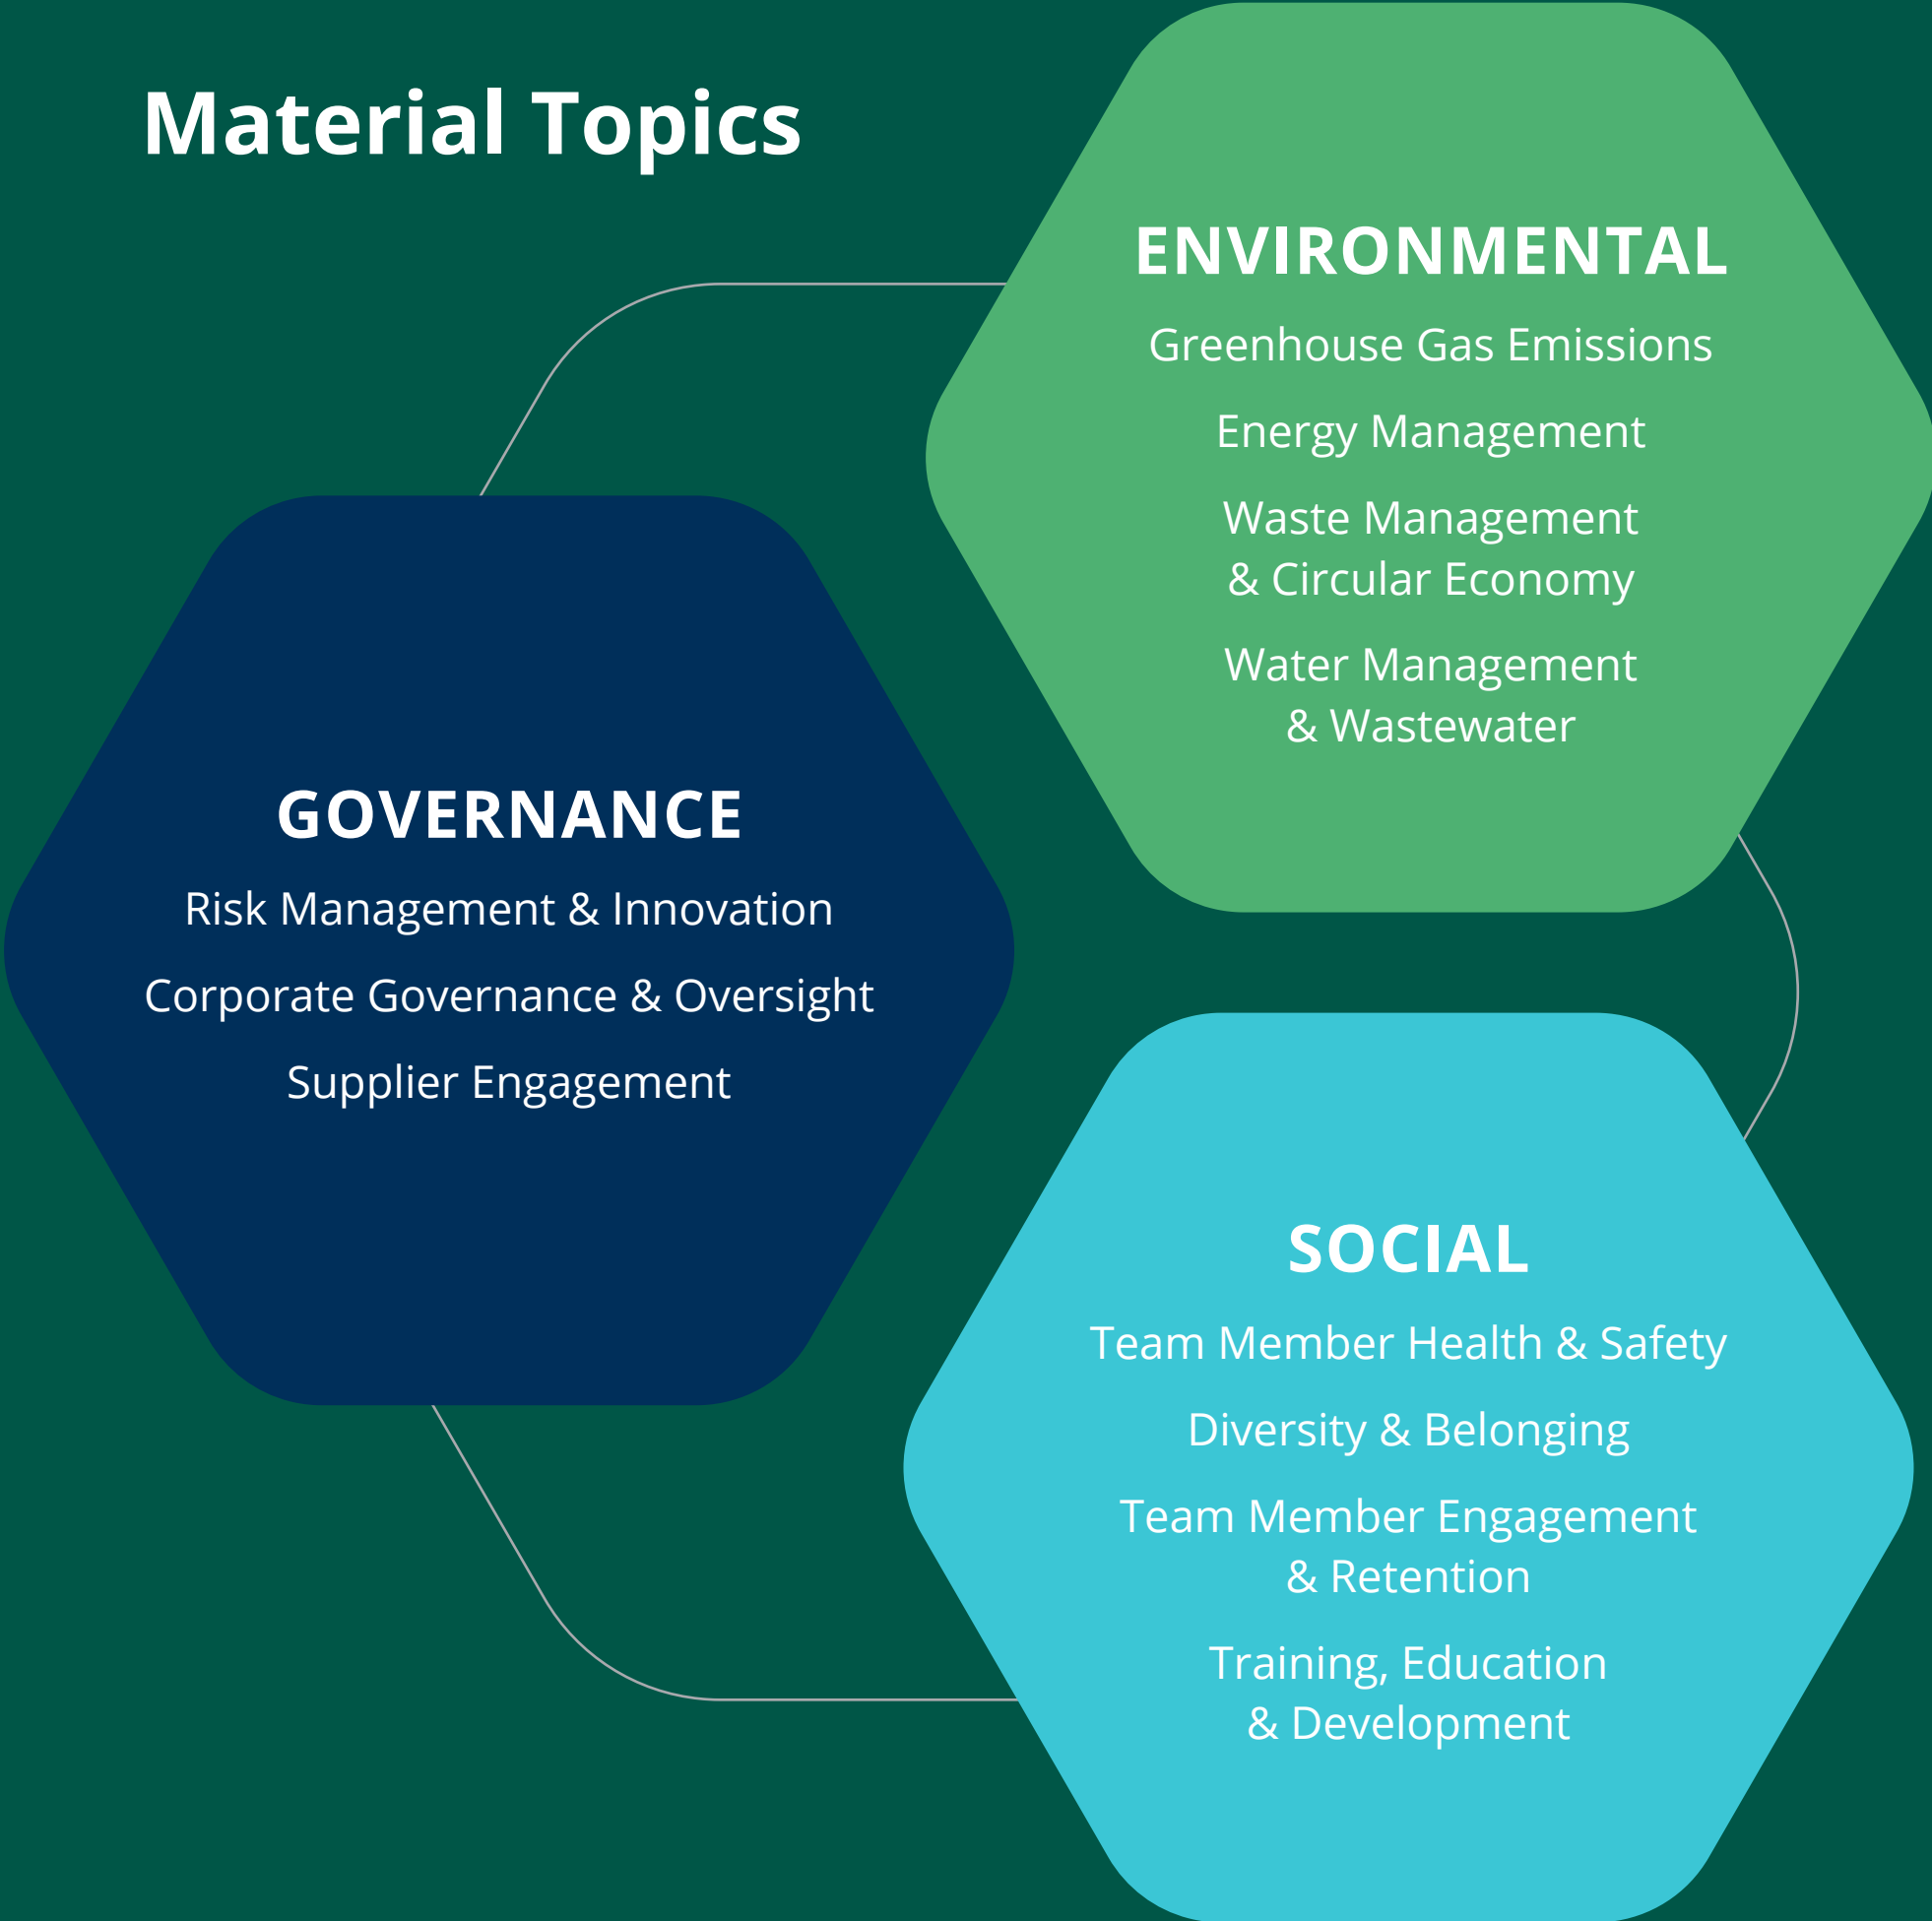 Material Topics
ENVIRONMENTAL
Greenhouse Gas Emissions
Energy Management
Waste Management
& Circular Economy
Water Management
& Wastewater
GOVERNANCE
Risk Management & Innovation
Corporate Governance & Oversight
Supplier Engagement
SOCIAL
Team Member Health & Safety
Diversity & Belonging
Team Member Engagement
& Retention
Training, Education
& Development